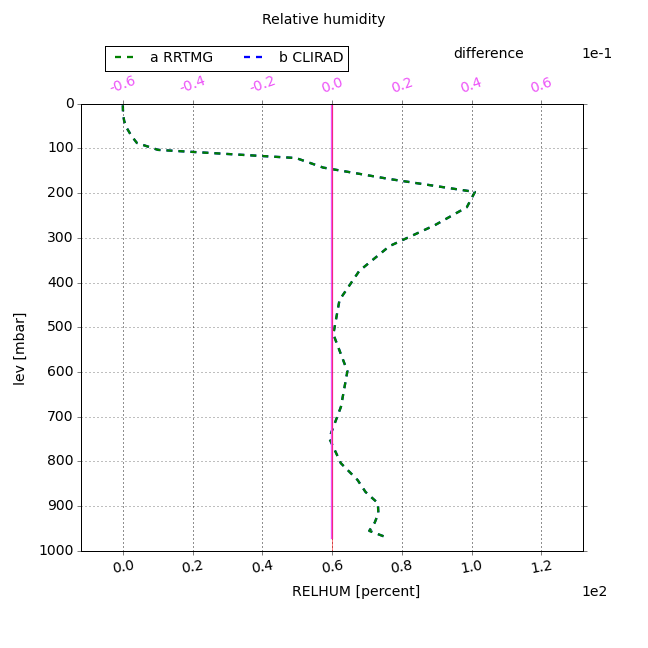 Relative humidity
a RRTMG b CLIRAD difference 1e-1
-0.6 -0.4 -0.2 0.0 0.2 0.4 0.6
0
100
200
300
400
500
600
700
800
900
1000
lev [mbar]
0.0 0.2 0.4 0.6 0.8 1.0 1.2
RELHUM [percent] 1e2